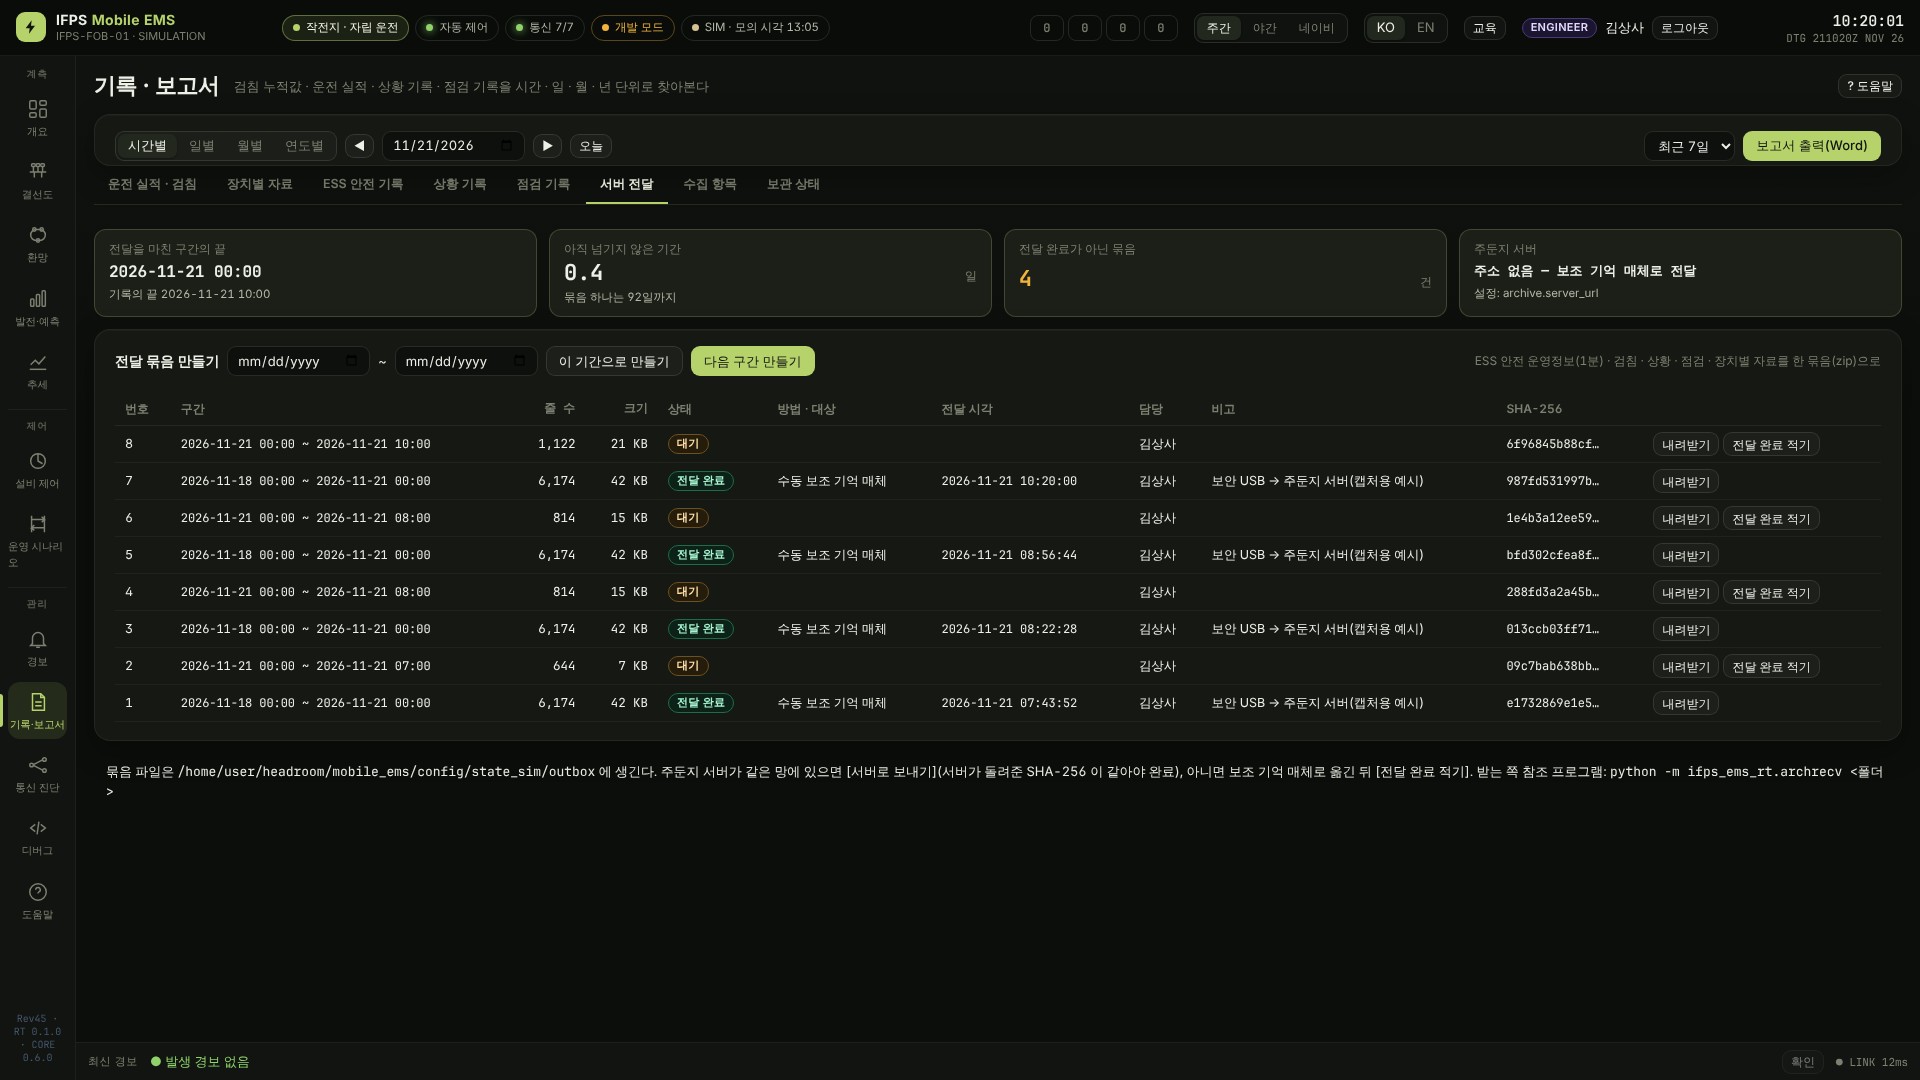 IFPS Mobile EMS
IFPS-FOB-01 · SIMULATION
작전지 · 자립 운전
자동 제어
통신 7/7
개발 모드
SIM · 모의 시각 13:05
0 0 0 0
주간 야간 네이비
KO EN
교육
ENGINEER 김상사 로그아웃
10:20:01
DTG 211020Z NOV 26
계측
개요
결선도
환망
발전·예측
추세
제어
설비 제어
운영 시나리
오
관리
경보
기록·보고서
통신 진단
디버그
도움말
Rev45 ·
RT 0.1.0
· CORE
0.6.0
기록 · 보고서 검침 누적값 · 운전 실적 · 상황 기록 · 점검 기록을 시간 · 일 · 월 · 년 단위로 찾아본다
? 도움말
시간별 일별 월별 연도별 ◀ 11/21/2026 ▶ 오늘
최근 7일 보고서 출력(Word)
운전 실적 · 검침 장치별 자료 ESS 안전 기록 상황 기록 점검 기록 서버 전달 수집 항목 보관 상태
전달을 마친 구간의 끝
2026-11-21 00:00
기록의 끝 2026-11-21 10:00
아직 넘기지 않은 기간
0.4 일
묶음 하나는 92일까지
전달 완료가 아닌 묶음
4 건
주둔지 서버
주소 없음 — 보조 기억 매체로 전달
설정: archive.server_url
전달 묶음 만들기 mm/dd/yyyy ~ mm/dd/yyyy 이 기간으로 만들기 다음 구간 만들기
ESS 안전 운영정보(1분) · 검침 · 상황 · 점검 · 장치별 자료를 한 묶음(zip)으로
번호 구간 줄 수 크기 상태 방법 · 대상 전달 시각 담당 비고 SHA-256
8 2026-11-21 00:00 ~ 2026-11-21 10:00 1,122 21 KB 대기 김상사 6f96845b88cf… 내려받기 전달 완료 적기
7 2026-11-18 00:00 ~ 2026-11-21 00:00 6,174 42 KB 전달 완료 수동 보조 기억 매체 2026-11-21 10:20:00 김상사 보안 USB → 주둔지 서버(캡처용 예시) 987fd531997b… 내려받기
6 2026-11-21 00:00 ~ 2026-11-21 08:00 814 15 KB 대기 김상사 1e4b3a12ee59… 내려받기 전달 완료 적기
5 2026-11-18 00:00 ~ 2026-11-21 00:00 6,174 42 KB 전달 완료 수동 보조 기억 매체 2026-11-21 08:56:44 김상사 보안 USB → 주둔지 서버(캡처용 예시) bfd302cfea8f… 내려받기
4 2026-11-21 00:00 ~ 2026-11-21 08:00 814 15 KB 대기 김상사 288fd3a2a45b… 내려받기 전달 완료 적기
3 2026-11-18 00:00 ~ 2026-11-21 00:00 6,174 42 KB 전달 완료 수동 보조 기억 매체 2026-11-21 08:22:28 김상사 보안 USB → 주둔지 서버(캡처용 예시) 013ccb03ff71… 내려받기
2 2026-11-21 00:00 ~ 2026-11-21 07:00 644 7 KB 대기 김상사 09c7bab638bb… 내려받기 전달 완료 적기
1 2026-11-18 00:00 ~ 2026-11-21 00:00 6,174 42 KB 전달 완료 수동 보조 기억 매체 2026-11-21 07:43:52 김상사 보안 USB → 주둔지 서버(캡처용 예시) e1732869e1e5… 내려받기
묶음 파일은 /home/user/headroom/mobile_ems/config/state_sim/outbox 에 생긴다. 주둔지 서버가 같은 망에 있으면 [서버로 보내기](서버가 돌려준 SHA-256 이 같아야 완료), 아니면 보조 기억 매체로 옮긴 뒤 [전달 완료 적기]. 받는 쪽 참조 프로그램: python -m ifps_ems_rt.archrecv <폴더
>
최신 경보 발생 경보 없음
확인 LINK 12ms